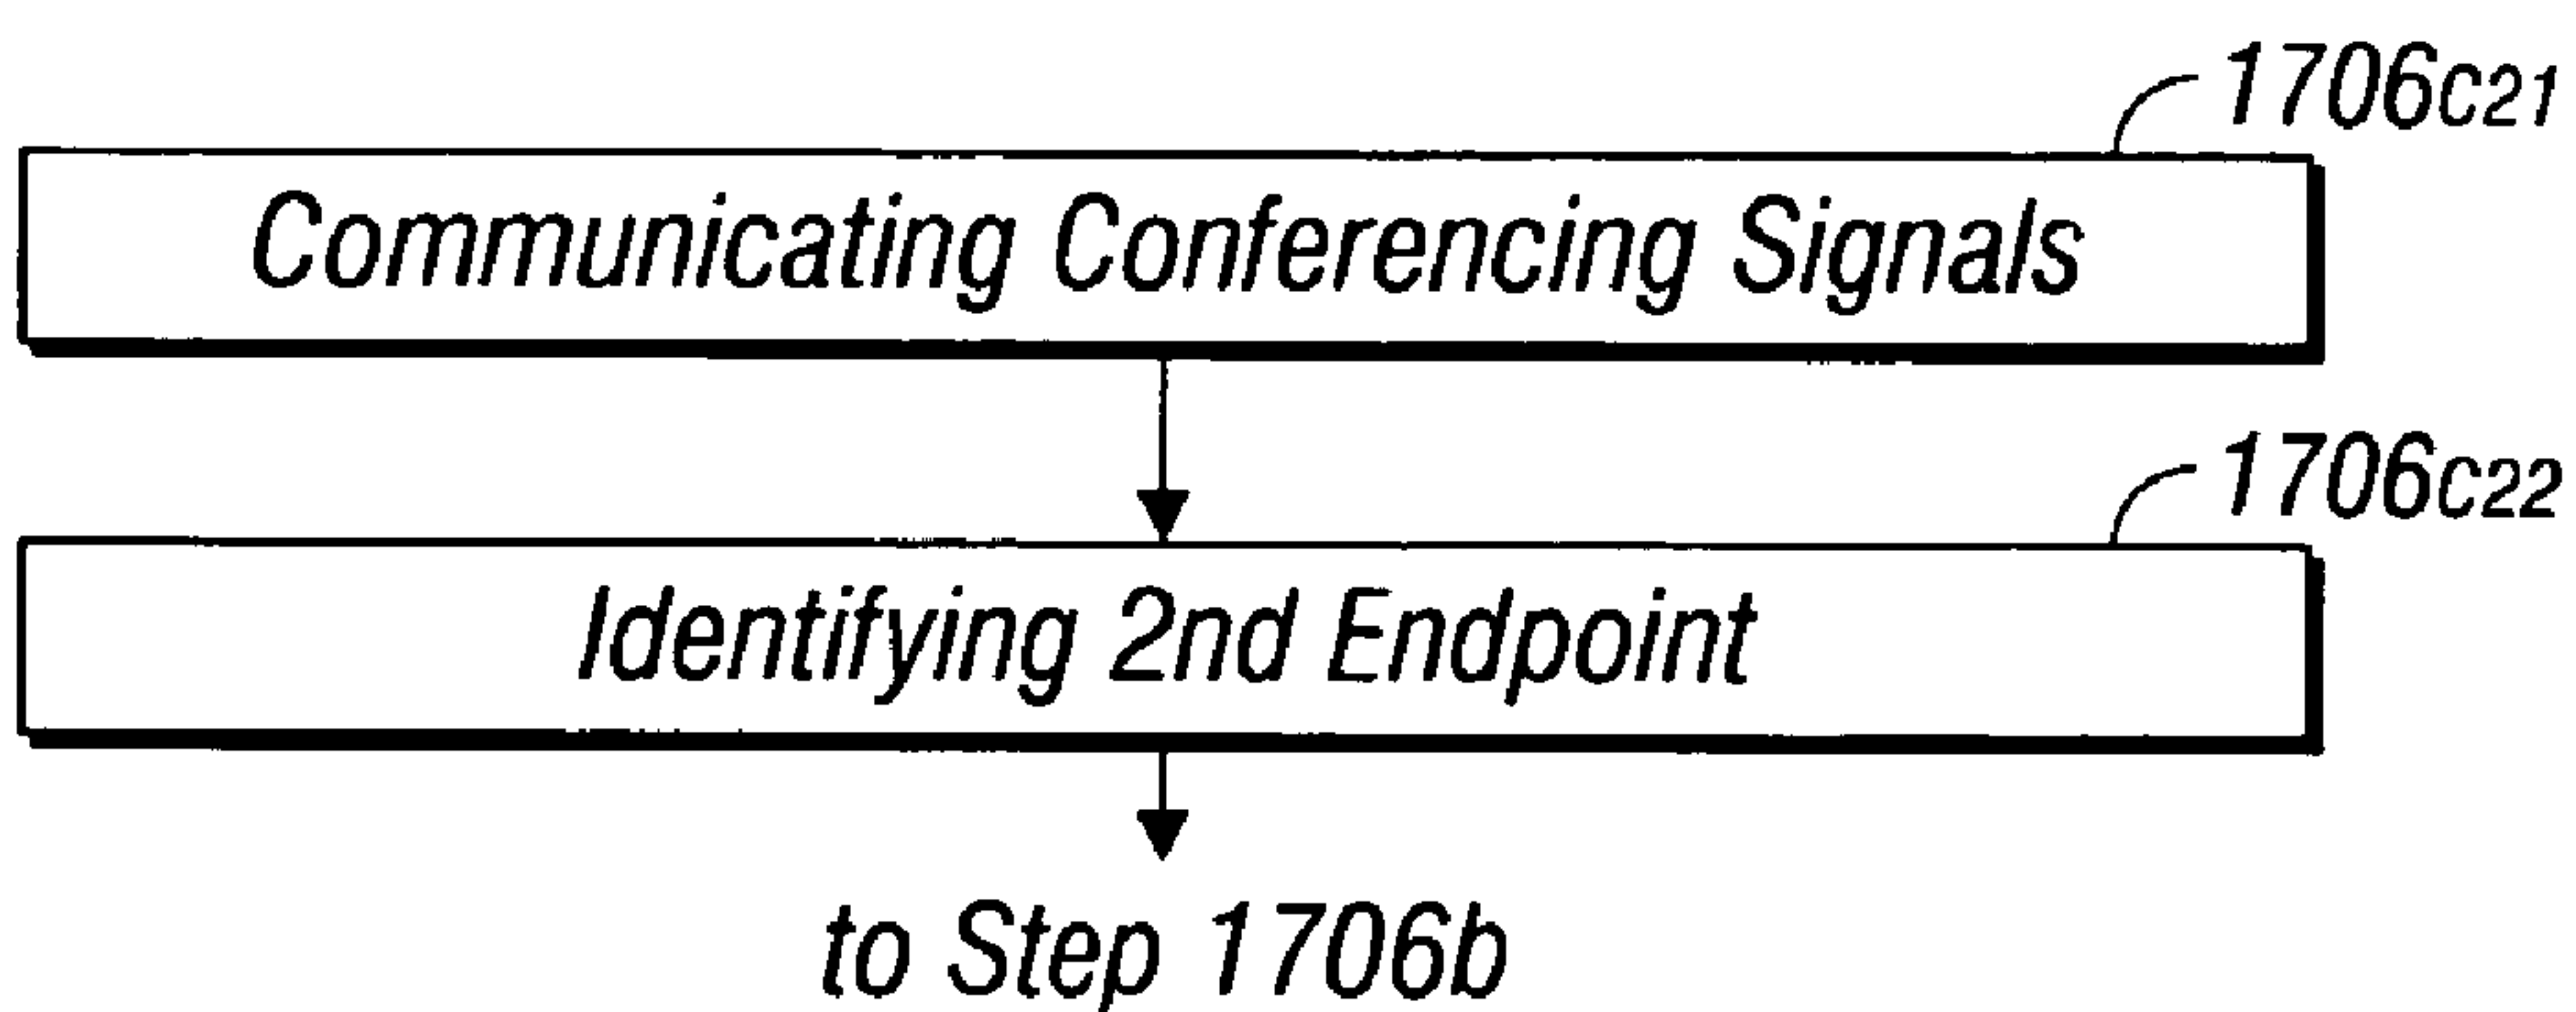 1706c21
Communicating Conferencing Signals
1706c22
Identifying 2nd Endpoint
to Step 1706b